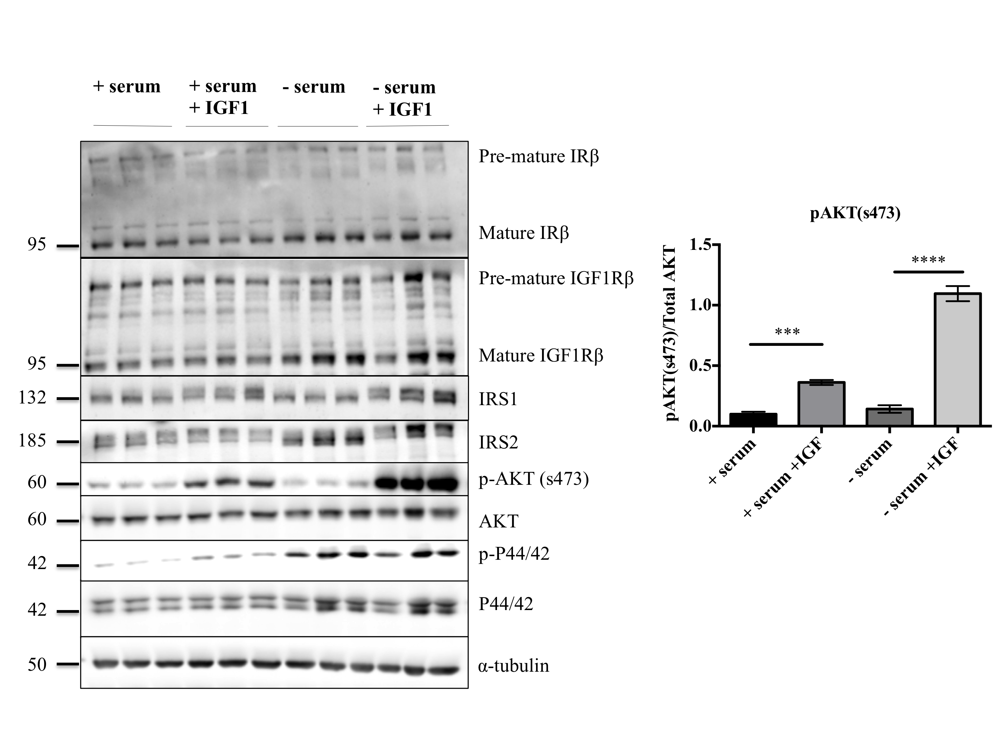 + serum
+ serum
+ IGF1
- serum
- serum
+ IGF1
Pre-mature IRβ
Mature IRβ
95
Pre-mature IGF1Rβ
Mature IGF1Rβ
95
132
IRS1
185
IRS2
60
p-AKT (s473)
60
AKT
42
p-P44/42
42
P44/42
50
α-tubulin
pAKT(s473)
pAKT(s473)/Total AKT
1.5
1.0
0.5
0.0
***
****
+ serum
+ serum +IGF
- serum
- serum +IGF